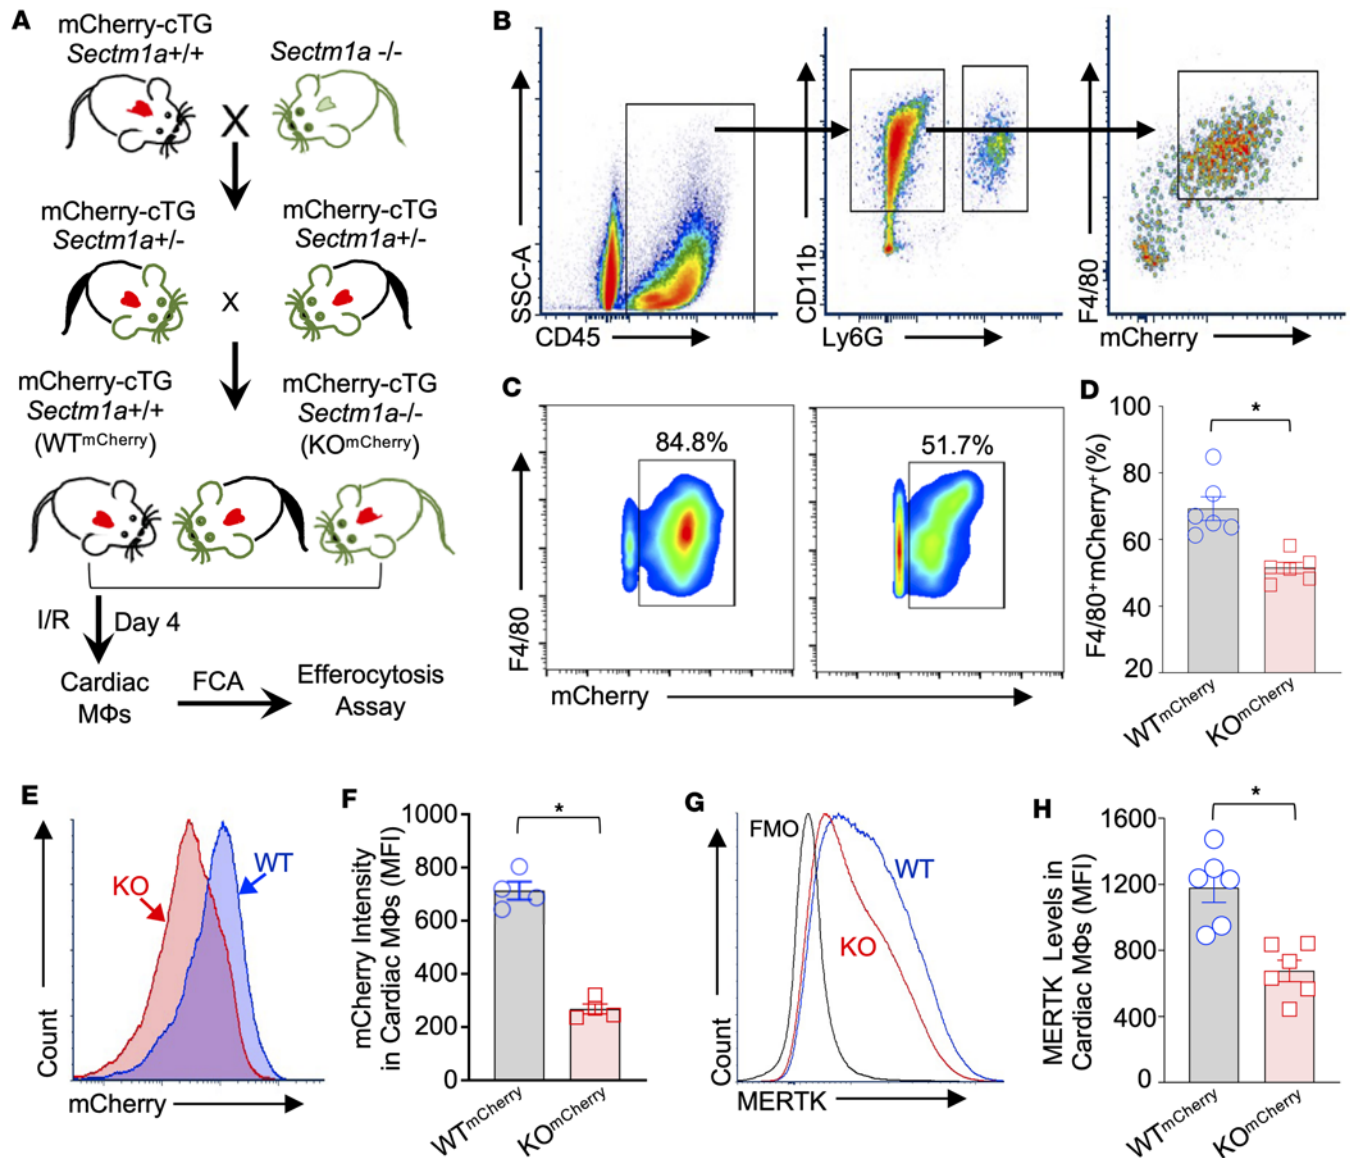 A
mCherry-cTG
Sectm1a+/+
Sectm1a -/-
X
mCherry-cTG
Sectm1a+/-
mCherry-cTG
Sectm1a+/-
x
mCherry-cTG
Sectm1a+/+
(WTmCherry)
mCherry-cTG
Sectm1a-/-
(KOmCherry)
I/R
Day 4
Cardiac
MΦs
FCA
Efferocytosis
Assay
B
SSC-A
CD45
CD11b
Ly6G
F4/80
mCherry
C
84.8%
51.7%
F4/80
mCherry
D
F4/80+mCherry+(%)
100
80
60
40
20
*
WTmCherry
KOmCherry
E
KO
WT
Count
mCherry
F
mCherry Intensity
in Cardiac MΦs (MFI)
1000
800
600
400
200
0
*
WTmCherry
KOmCherry
G
FMO
WT
KO
Count
MERTK
H
MERTK Levels in
Cardiac MΦs (MFI)
1600
1200
800
400
0
*
WTmCherry
KOmCherry